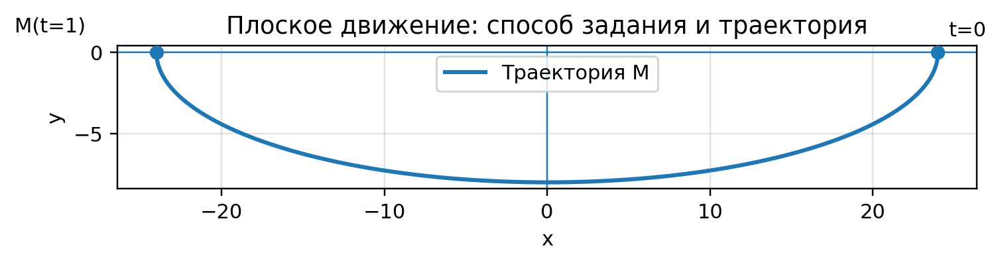 M(t=1)
Плоское движение: способ задания и траектория
t=0
Траектория M
y
0
−5
−20
−10
0
10
20
x